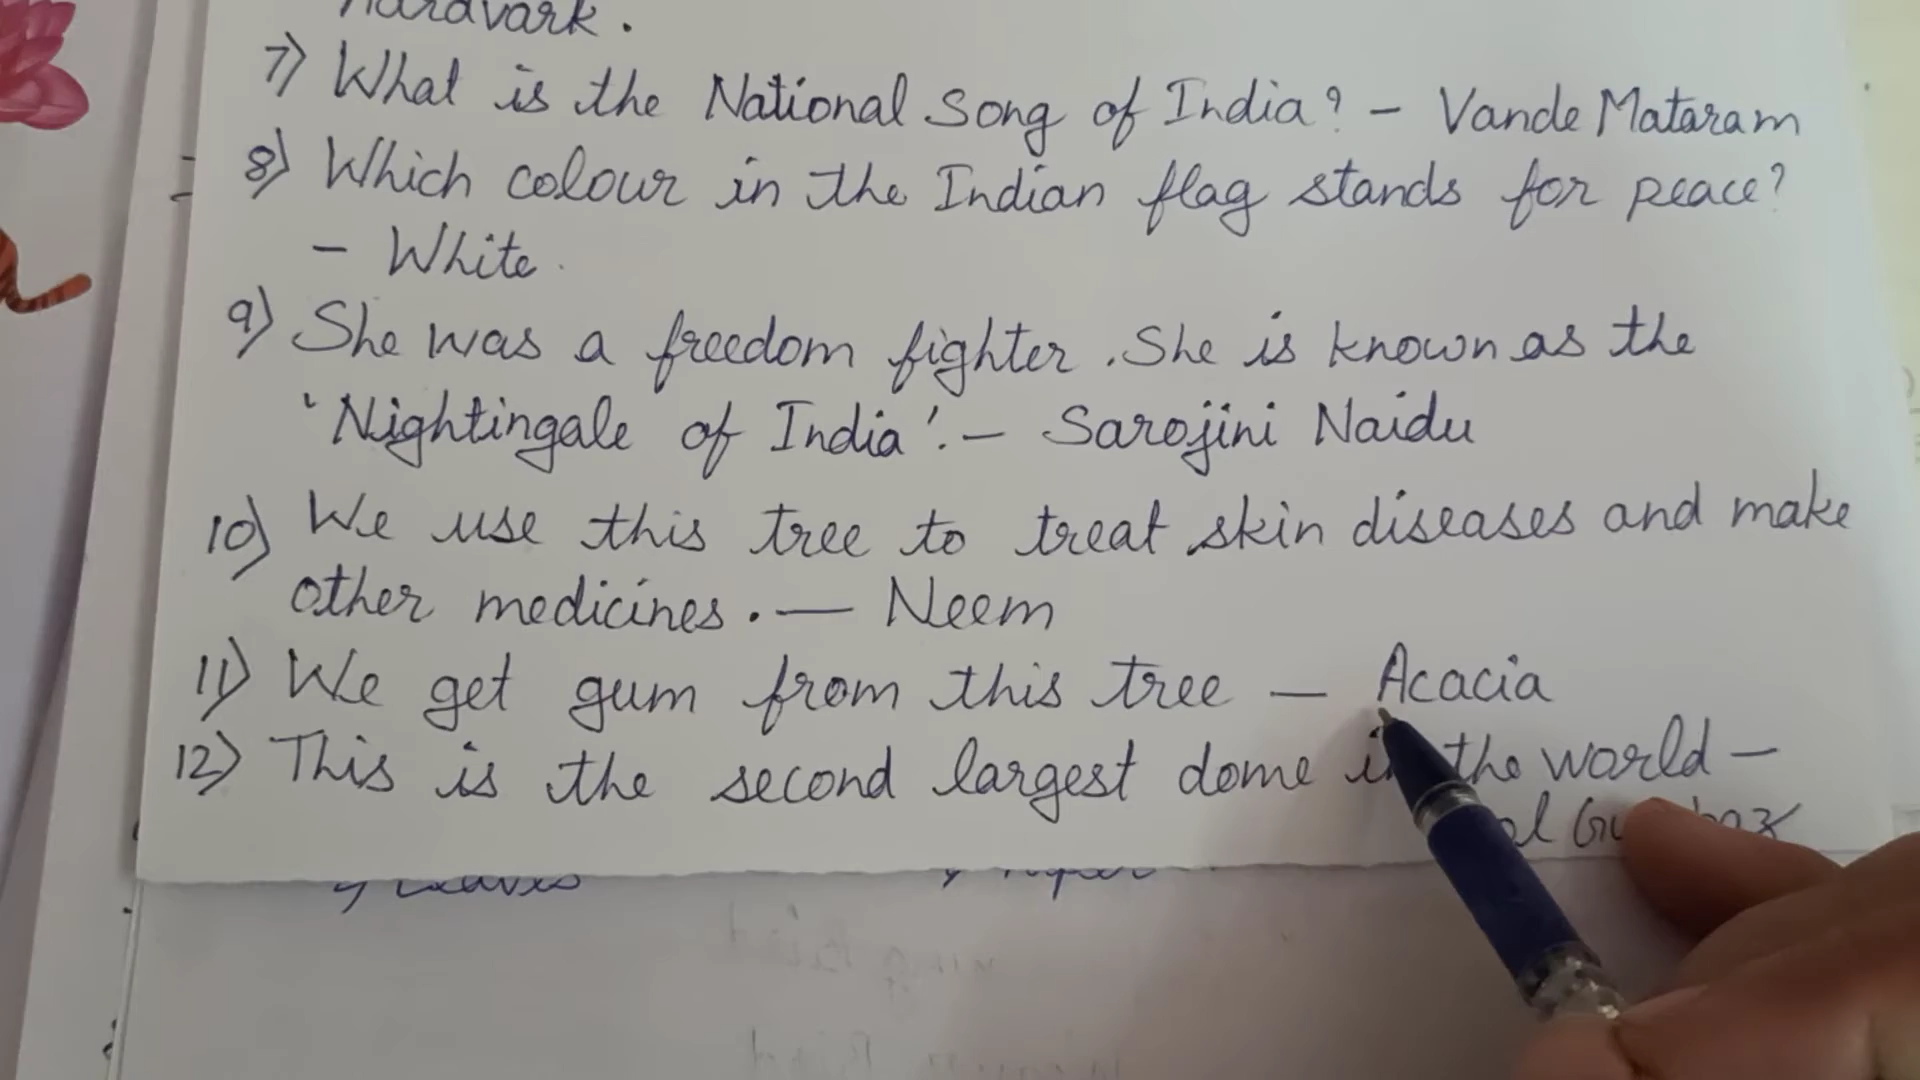 Aardvark.
7) What is the National Song of India? - Vande Mataram
8) Which colour in the Indian flag stands for peace?
- White.
9) She was a freedom fighter. She is known as the
'Nightingale of India'. - Sarojini Naidu
10) We use this tree to treat skin diseases and make
other medicines. - Neem
11) We get gum from this tree - Acacia
12) This is the second largest dome in the world -